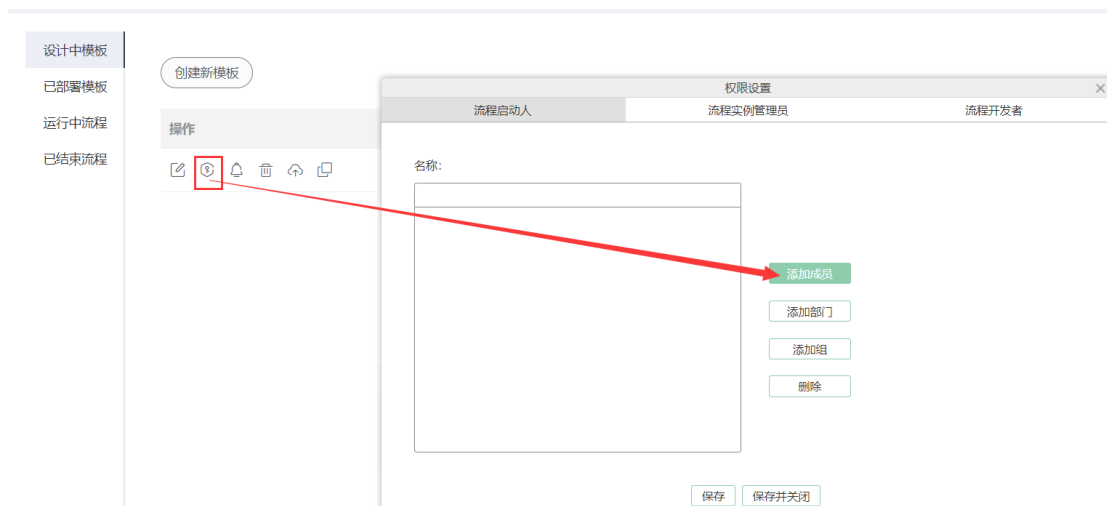 设计中模板
已部署模板
运行中流程
已结束流程
创建新模板
操作
权限设置
流程启动人 流程实例管理员 流程开发者
名称:
添加成员
添加部门
添加组
删除
保存 保存并关闭